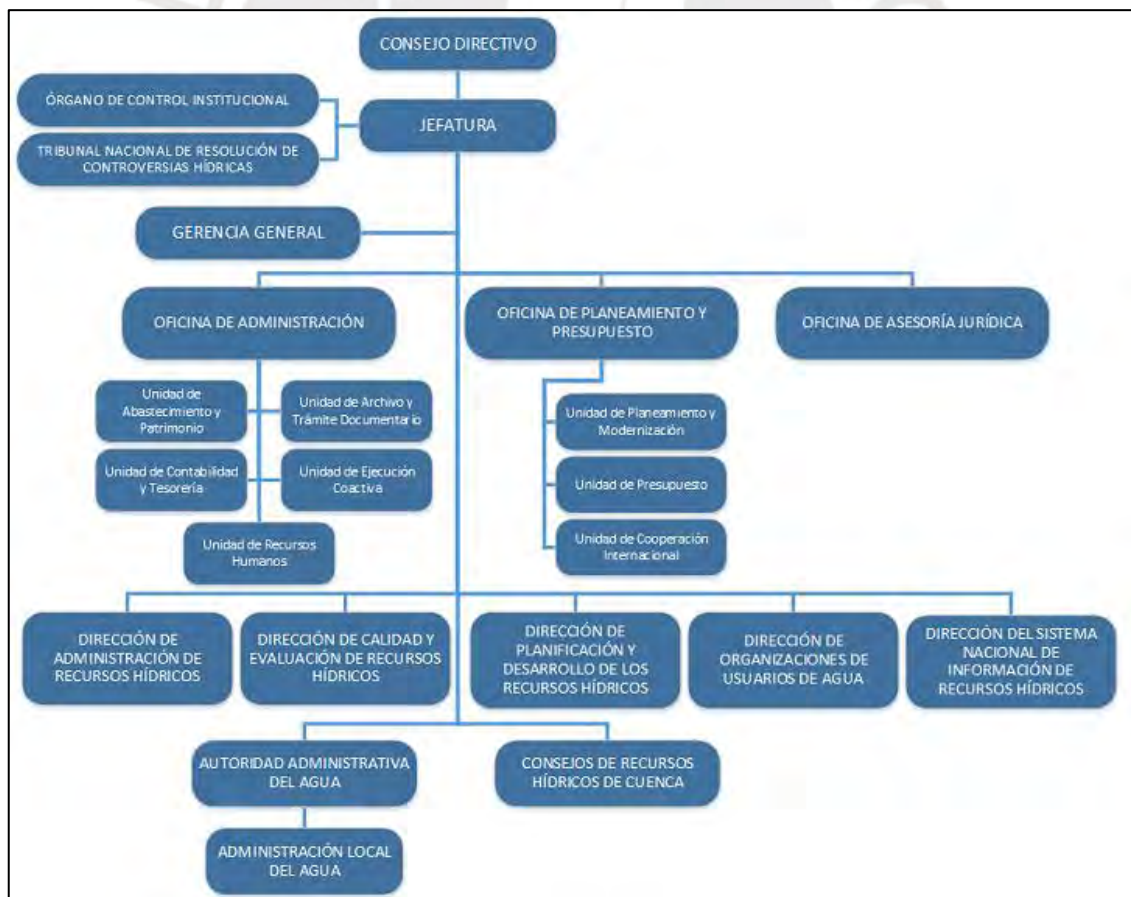 CONSEJO DIRECTIVO
ÓRGANO DE CONTROL INSTITUCIONAL
JEFATURA
TRIBUNAL NACIONAL DE RESOLUCIÓN DE
CONTROVERSIAS HÍDRICAS
GERENCIA GENERAL
OFICINA DE ADMINISTRACIÓN
OFICINA DE PLANEAMIENTO Y
PRESUPUESTO
OFICINA DE ASESORÍA JURÍDICA
Unidad de
Abastecimiento y
Patrimonio
Unidad de Archivo y
Trámite Documentario
Unidad de Contabilidad
y Tesorería
Unidad de Ejecución
Coactiva
Unidad de Recursos
Humanos
Unidad de Planeamiento y
Modernización
Unidad de Presupuesto
Unidad de Cooperación
Internacional
DIRECCIÓN DE
ADMINISTRACIÓN DE
RECURSOS HÍDRICOS
DIRECCIÓN DE CALIDAD Y
EVALUACIÓN DE RECURSOS
HÍDRICOS
DIRECCIÓN DE
PLANIFICACIÓN Y
DESARROLLO DE LOS
RECURSOS HÍDRICOS
DIRECCIÓN DE
ORGANIZACIONES DE
USUARIOS DE AGUA
DIRECCIÓN DEL SISTEMA
NACIONAL DE
INFORMACIÓN DE
RECURSOS HÍDRICOS
AUTORIDAD ADMINISTRATIVA
DEL AGUA
CONSEJOS DE RECURSOS
HÍDRICOS DE CUENCA
ADMINISTRACIÓN LOCAL
DEL AGUA